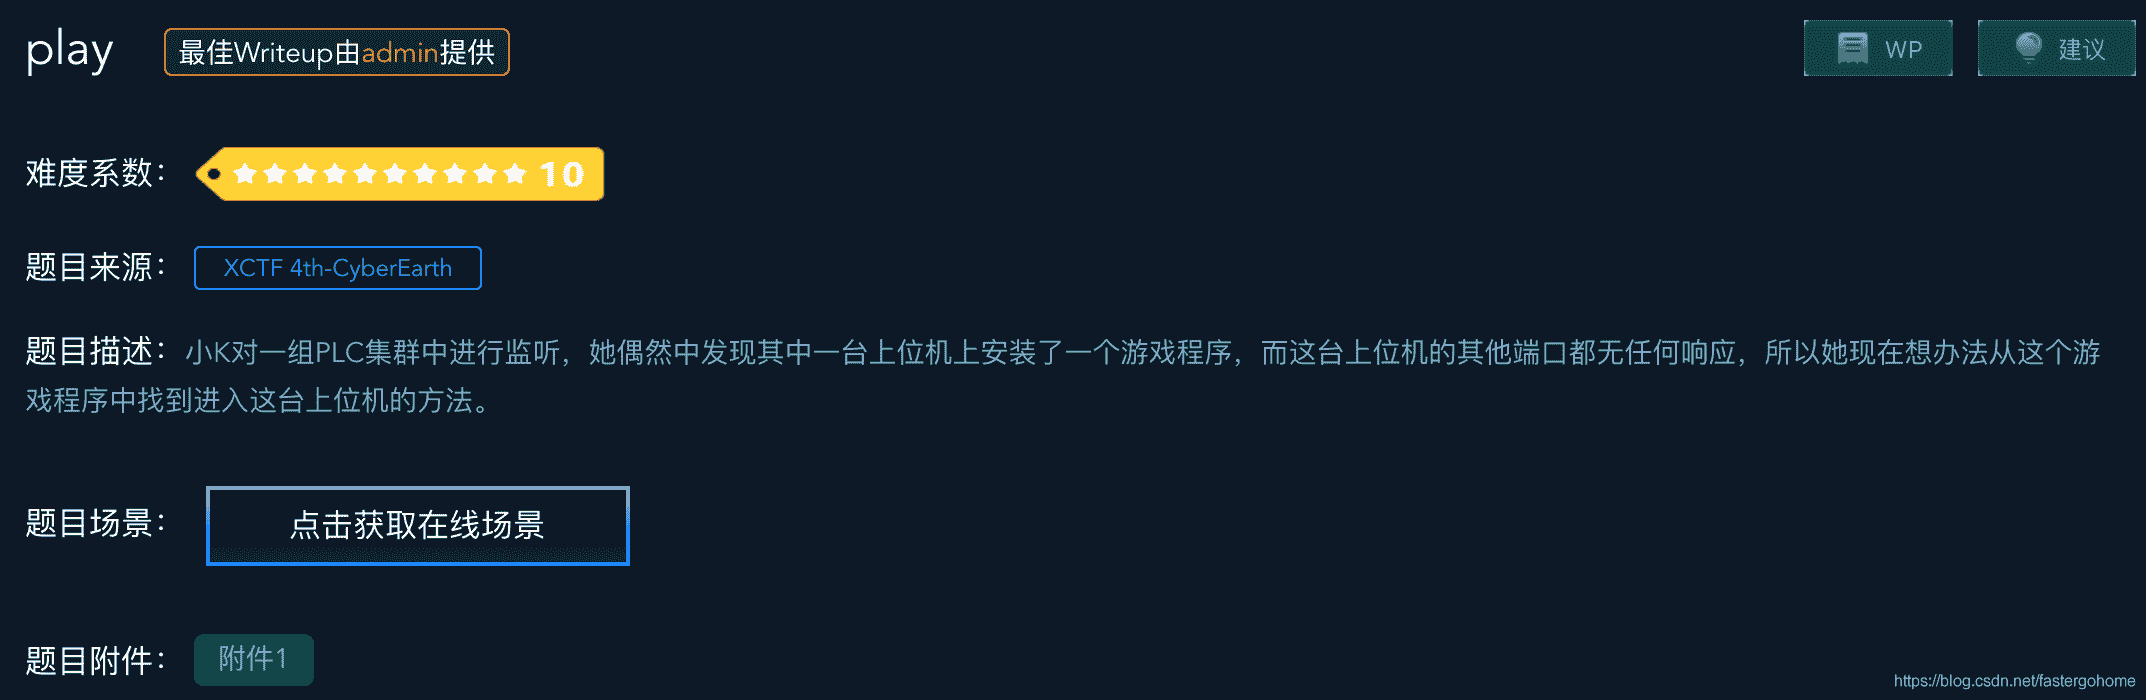 play 最佳Writeup由admin提供 WP 建议
难度系数： 10
题目来源： XCTF 4th-CyberEarth
题目描述：小K对一组PLC集群中进行监听，她偶然中发现其中一台上位机上安装了一个游戏程序，而这台上位机的其他端口都无任何响应，所以她现在想办法从这个游
戏程序中找到进入这台上位机的方法。
题目场景： 点击获取在线场景
题目附件： 附件1
https://blog.csdn.net/fastergohome